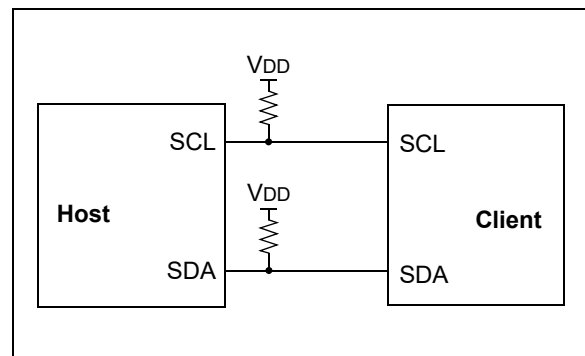 VDD
SCL SCL
Host
VDD
Client
SDA SDA